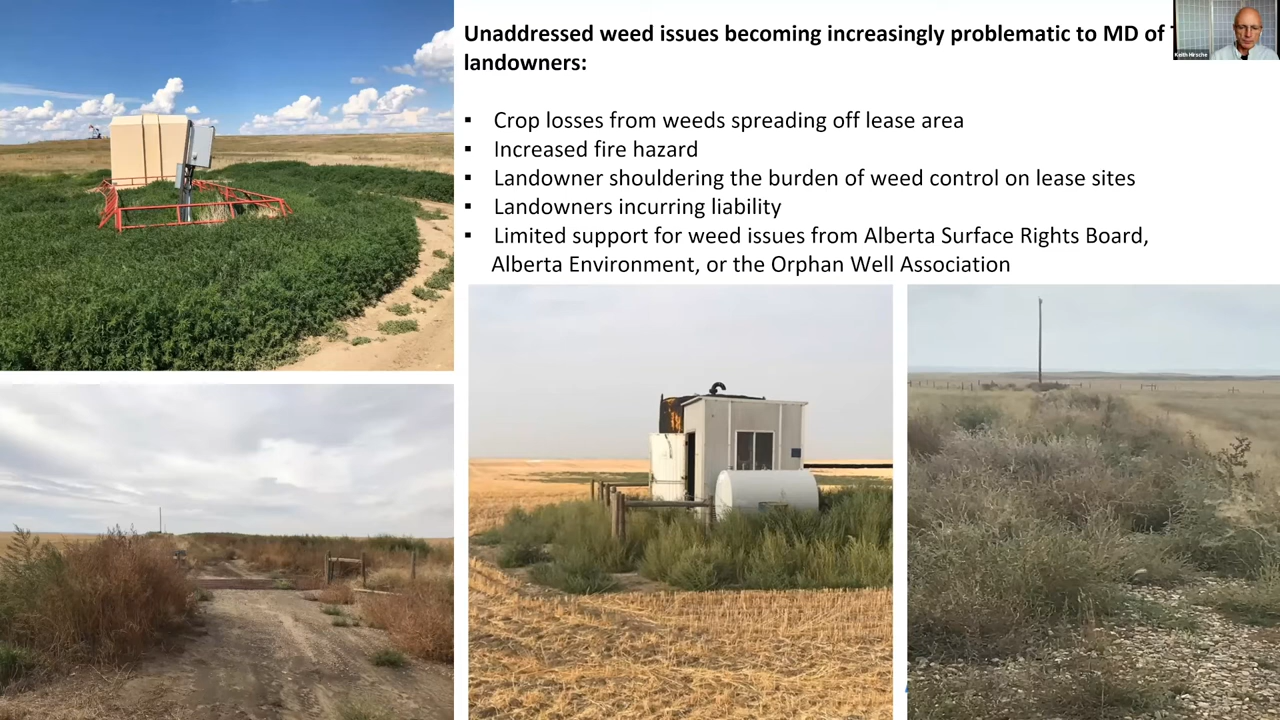 Unaddressed weed issues becoming increasingly problematic to MD of
landowners:
▪ Crop losses from weeds spreading off lease area
▪ Increased fire hazard
▪ Landowner shouldering the burden of weed control on lease sites
▪ Landowners incurring liability
▪ Limited support for weed issues from Alberta Surface Rights Board,
Alberta Environment, or the Orphan Well Association
Keith Hirsche